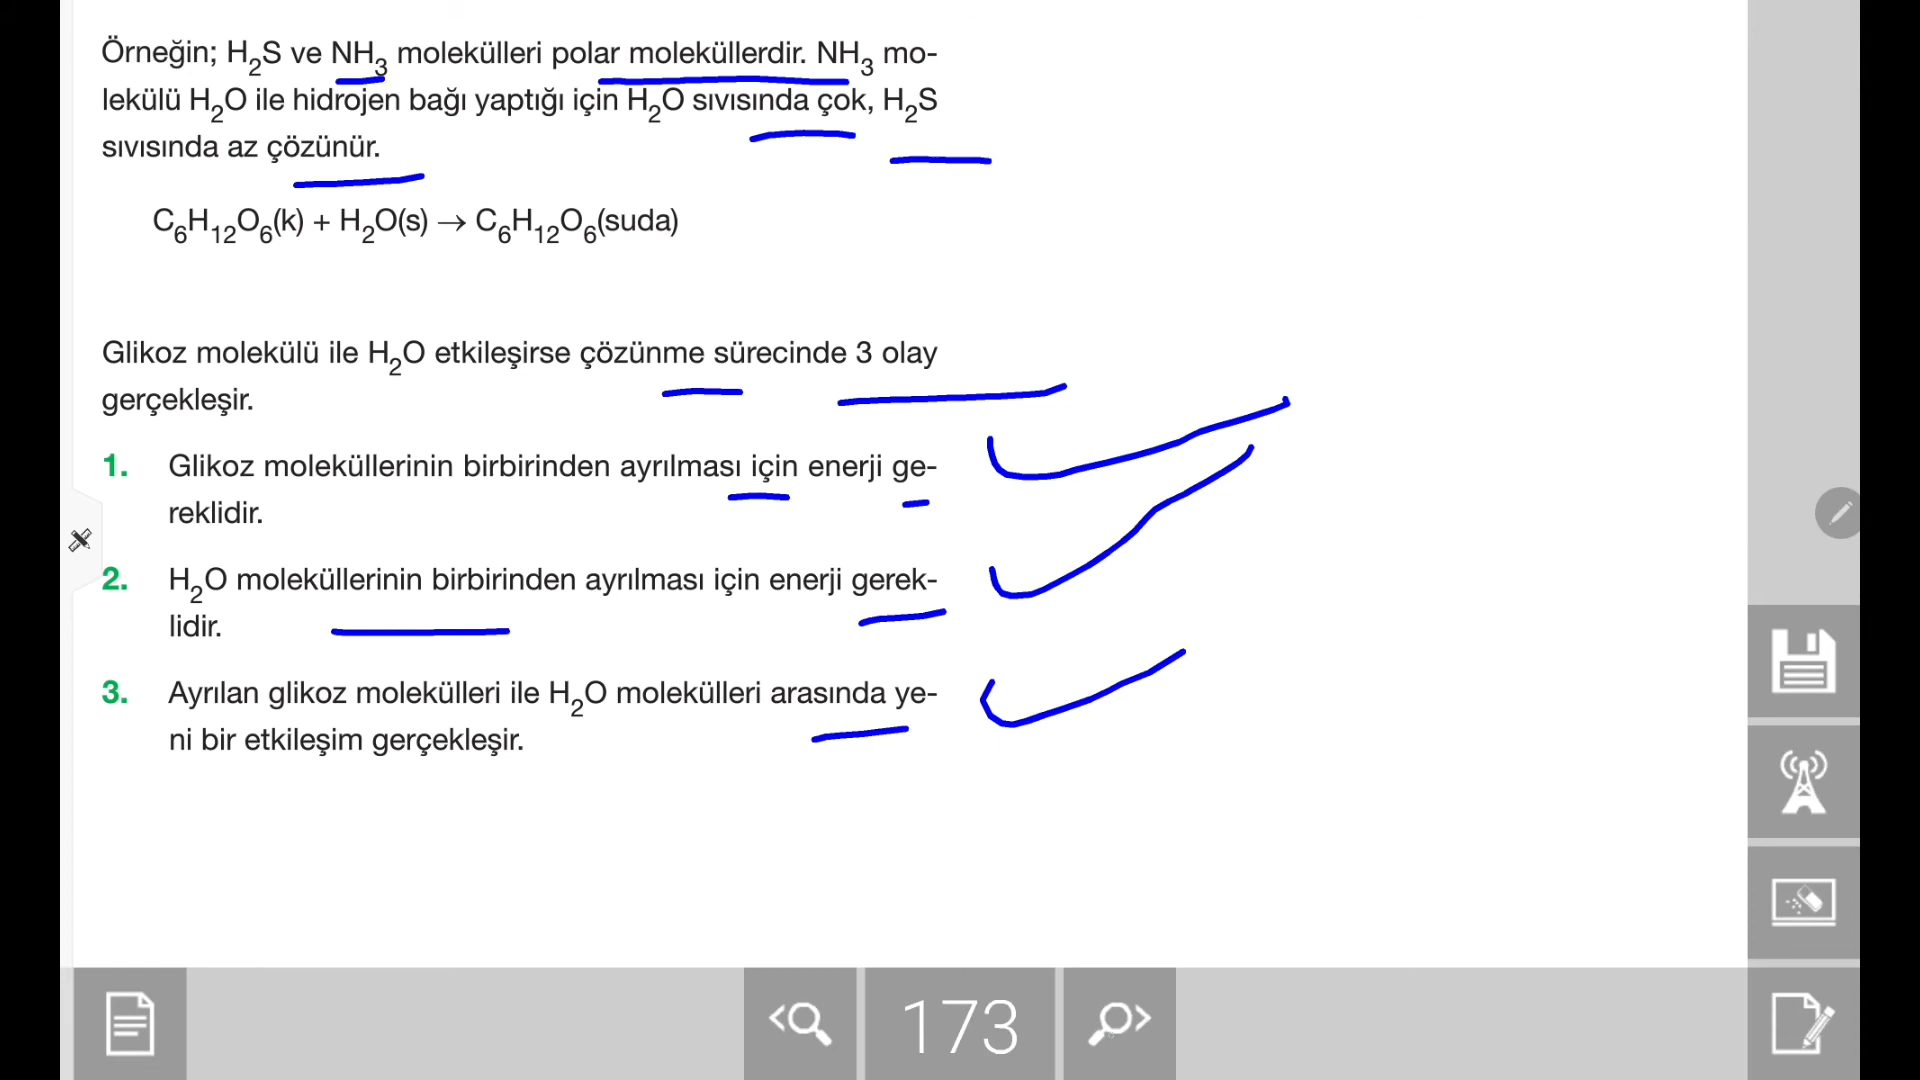 Örneğin; H₂S ve NH₃ molekülleri polar moleküllerdir. NH₃ mo-
lekülü H₂O ile hidrojen bağı yaptığı için H₂O sıvısında çok, H₂S
sıvısında az çözünür.
C₆H₁₂O₆(k) + H₂O(s) → C₆H₁₂O₆(suda)
Glikoz molekülü ile H₂O etkileşirse çözünme sürecinde 3 olay
gerçekleşir.
1. Glikoz moleküllerinin birbirinden ayrılması için enerji ge-
reklidir.
2. H₂O moleküllerinin birbirinden ayrılması için enerji gerek-
lidir.
3. Ayrılan glikoz molekülleri ile H₂O molekülleri arasında ye-
ni bir etkileşim gerçekleşir.
173